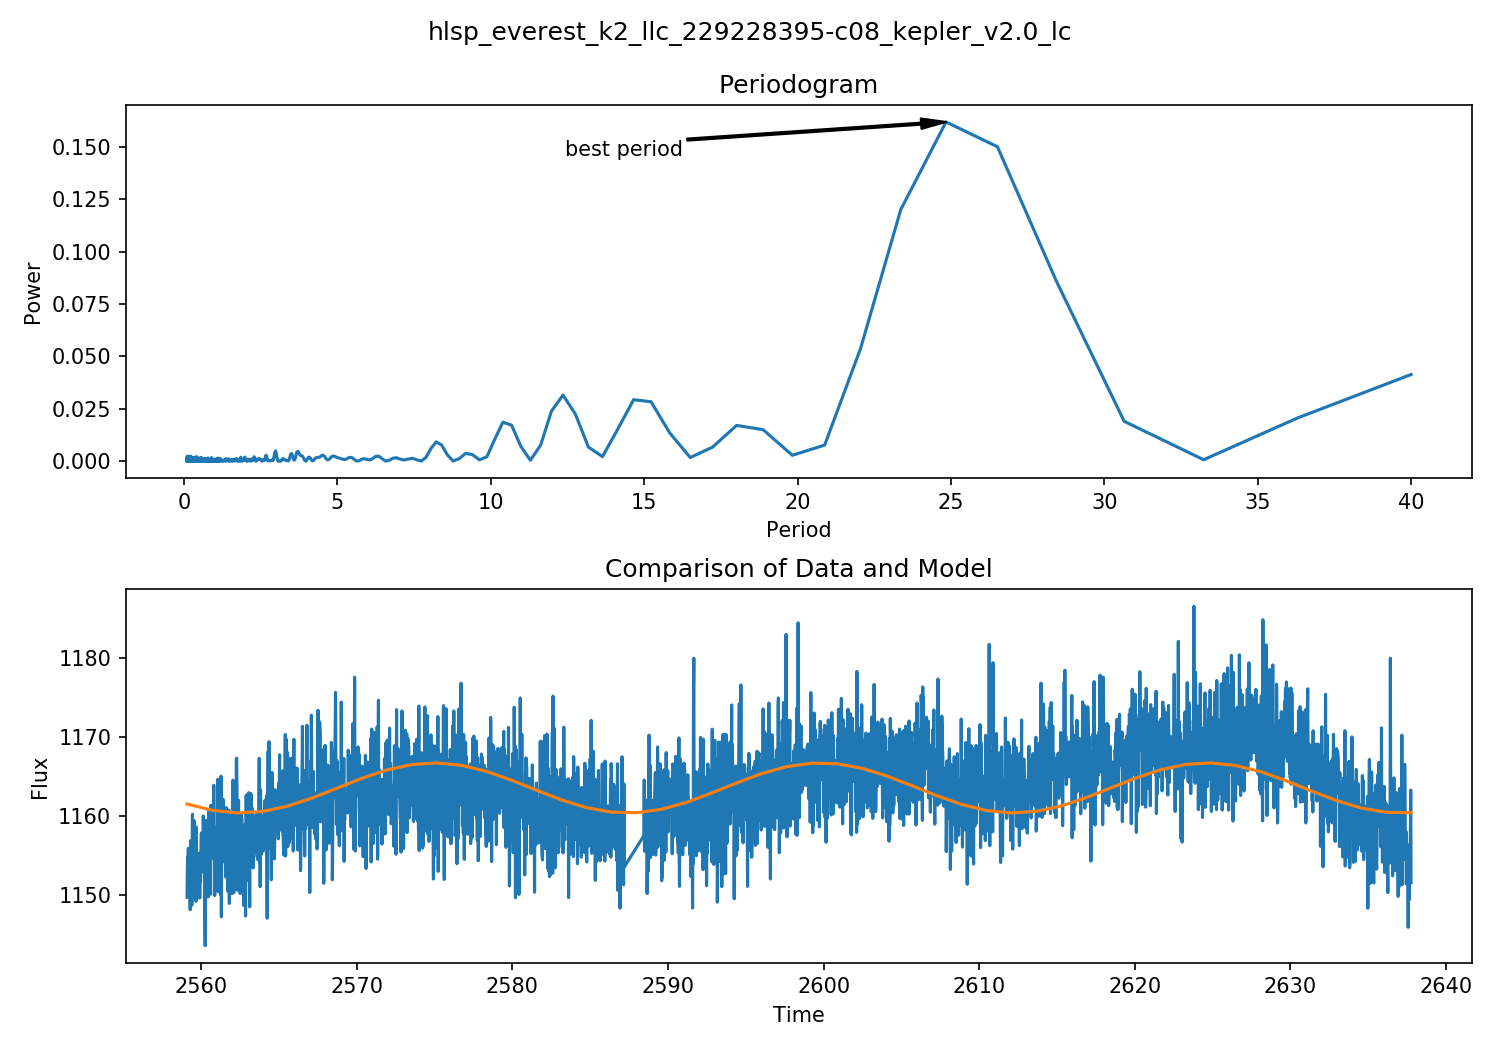 hlsp_everest_k2_llc_229228395-c08_kepler_v2.0_lc
Periodogram
best period
Power
0.150
0.125
0.100
0.075
0.050
0.025
0.000
0 5 10 15 20 25 30 35 40
Period
Comparison of Data and Model
Flux
1180
1170
1160
1150
2560 2570 2580 2590 2600 2610 2620 2630 2640
Time